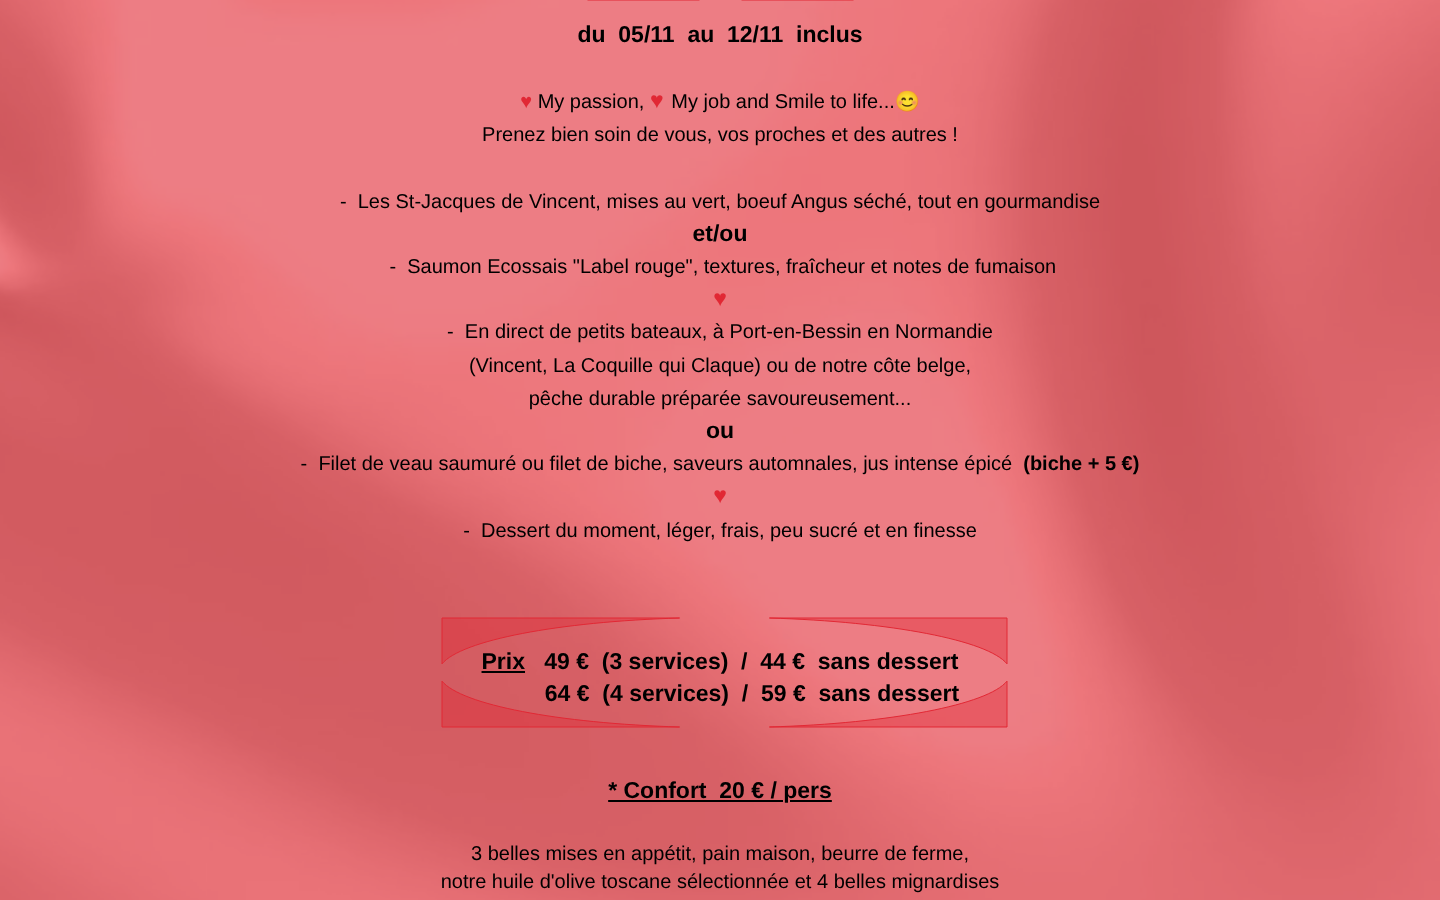 du 05/11 au 12/11 inclus
♥ My passion, ♥ My job and Smile to life...😊
Prenez bien soin de vous, vos proches et des autres !
- Les St-Jacques de Vincent, mises au vert, boeuf Angus séché, tout en gourmandise
et/ou
- Saumon Ecossais "Label rouge", textures, fraîcheur et notes de fumaison
♥
- En direct de petits bateaux, à Port-en-Bessin en Normandie
(Vincent, La Coquille qui Claque) ou de notre côte belge,
pêche durable préparée savoureusement...
ou
- Filet de veau saumuré ou filet de biche, saveurs automnales, jus intense épicé (biche + 5 €)
♥
- Dessert du moment, léger, frais, peu sucré et en finesse
Prix 49 € (3 services) / 44 € sans dessert
64 € (4 services) / 59 € sans dessert
* Confort 20 € / pers
3 belles mises en appétit, pain maison, beurre de ferme,
notre huile d'olive toscane sélectionnée et 4 belles mignardises